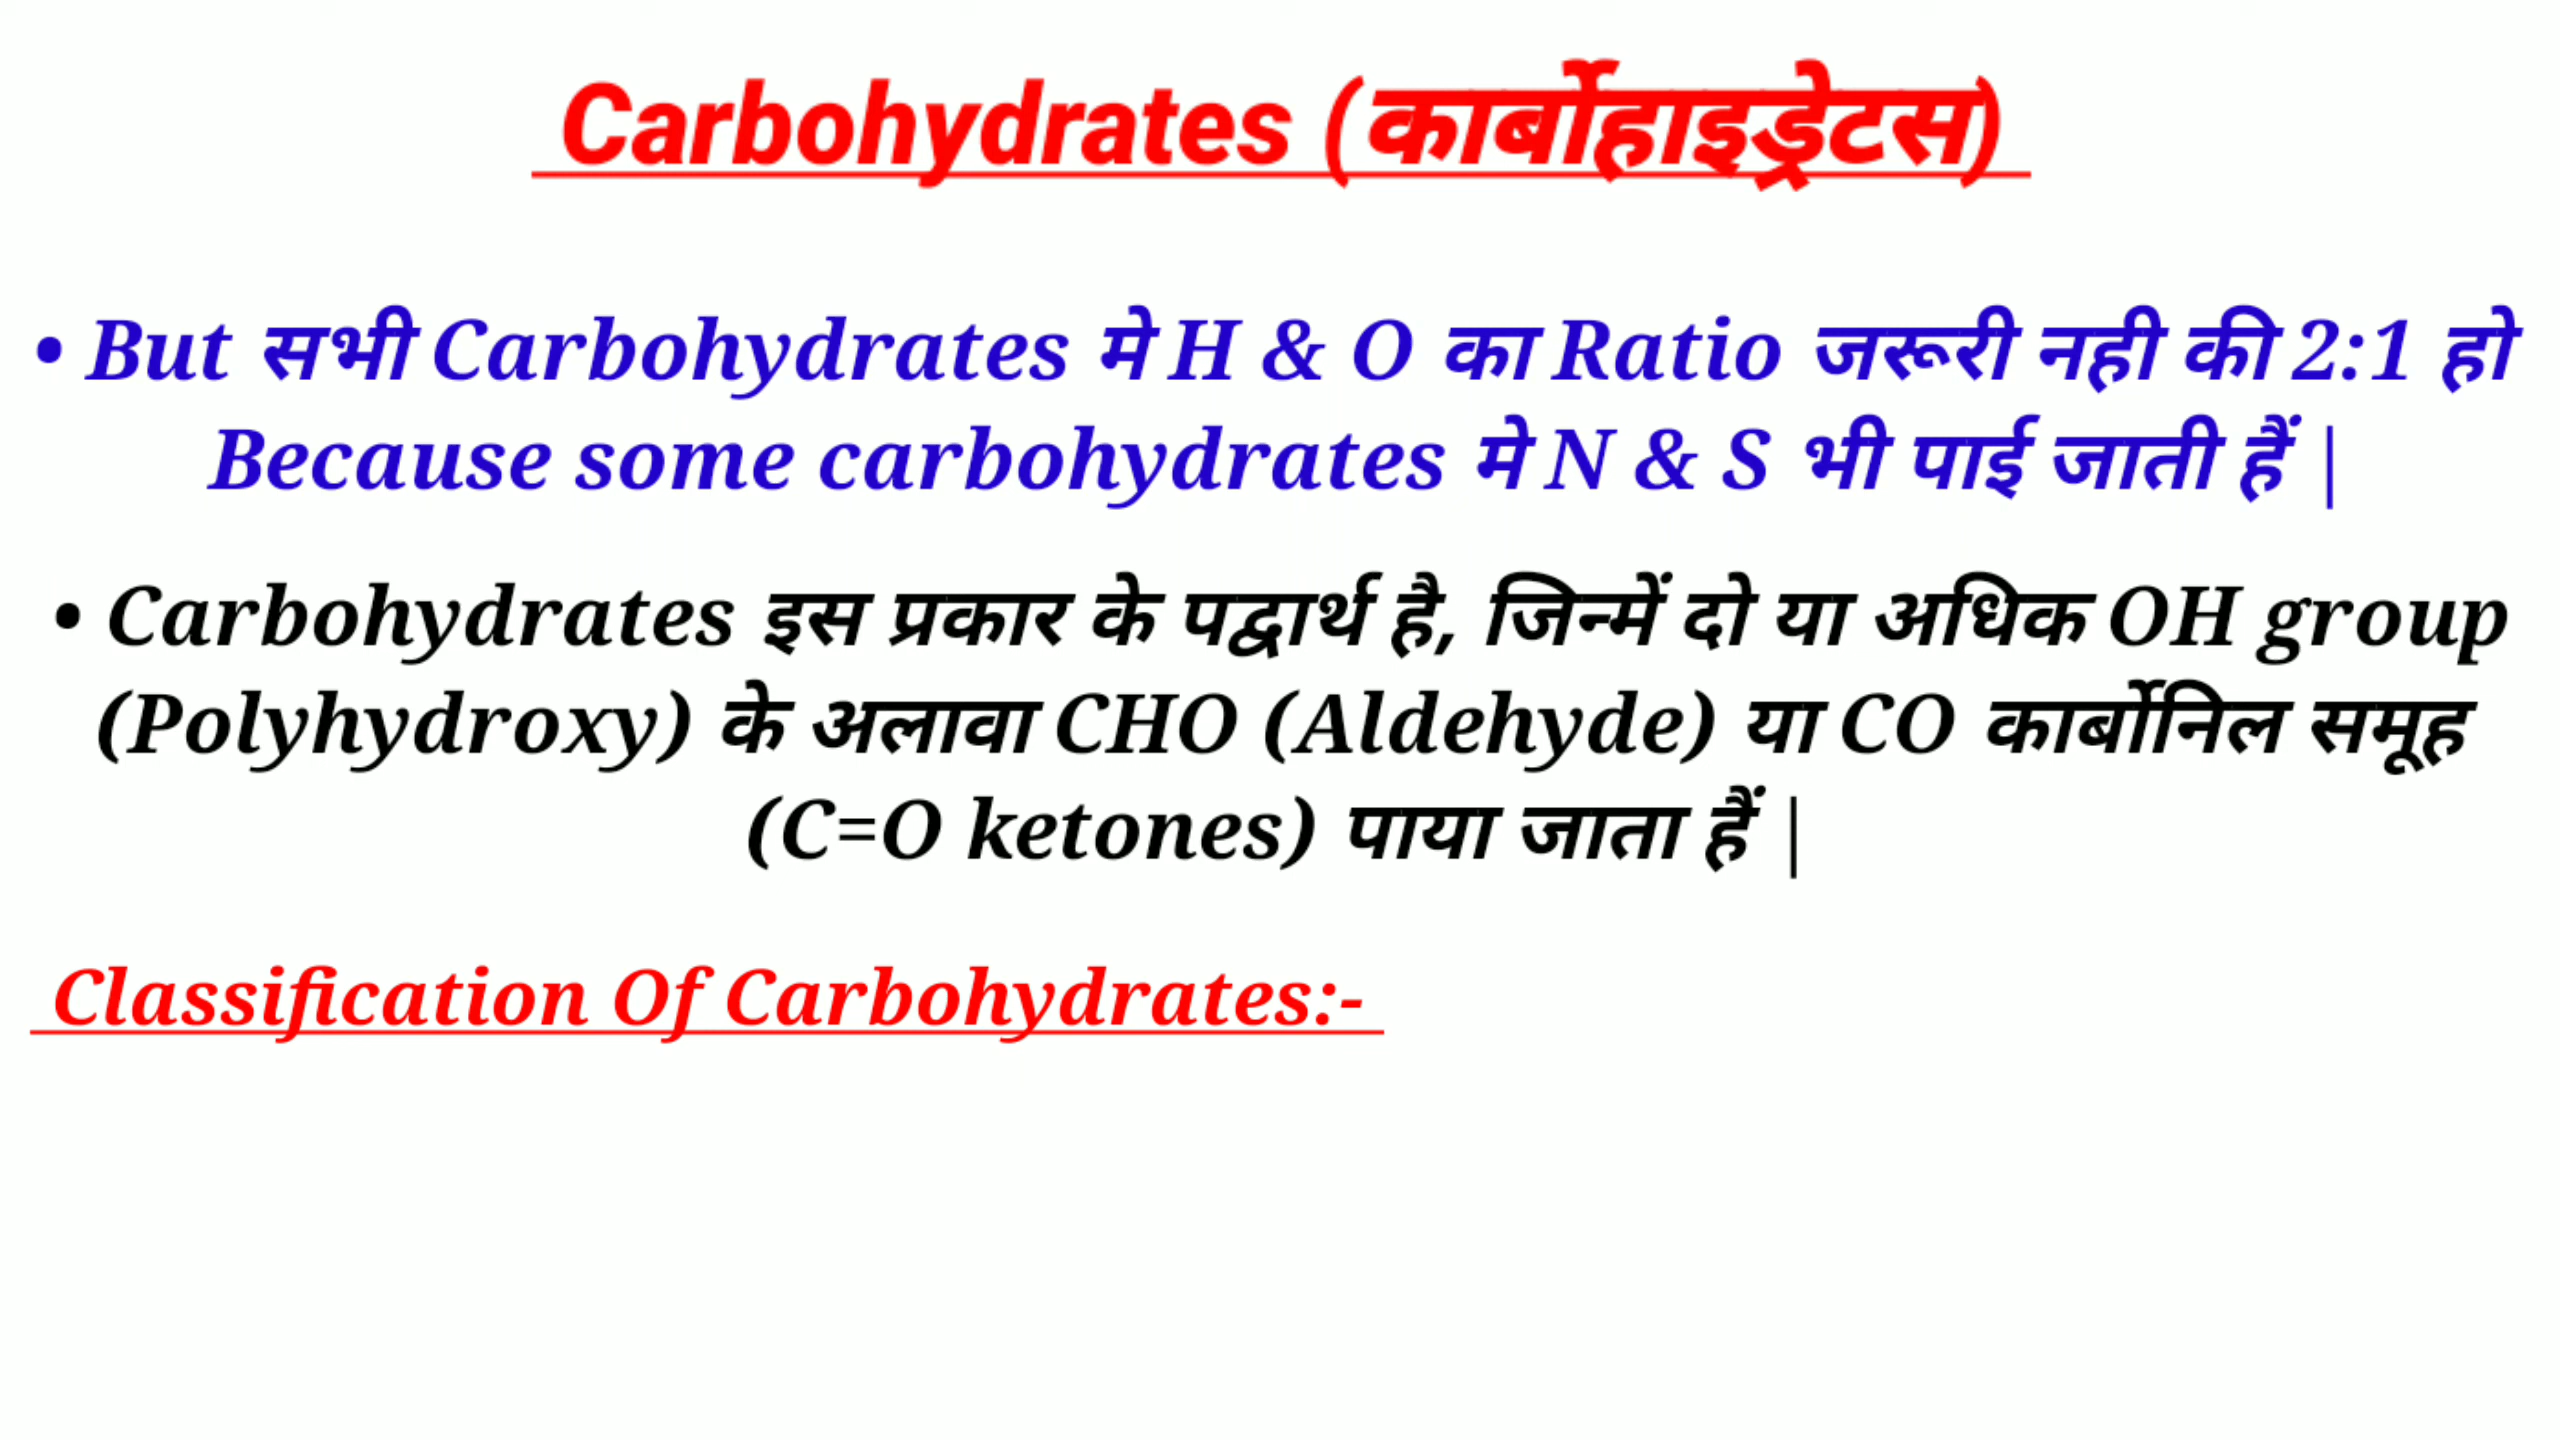 Carbohydrates (कार्बोहाइड्रेटस)
• But सभी Carbohydrates मे H & O का Ratio जरूरी नही की 2:1 हो
Because some carbohydrates मे N & S भी पाई जाती हैं |
• Carbohydrates इस प्रकार के पद्वार्थ है, जिन्में दो या अधिक OH group
(Polyhydroxy) के अलावा CHO (Aldehyde) या CO कार्बोनिल समूह
(C=O ketones) पाया जाता हैं |
Classification Of Carbohydrates:-